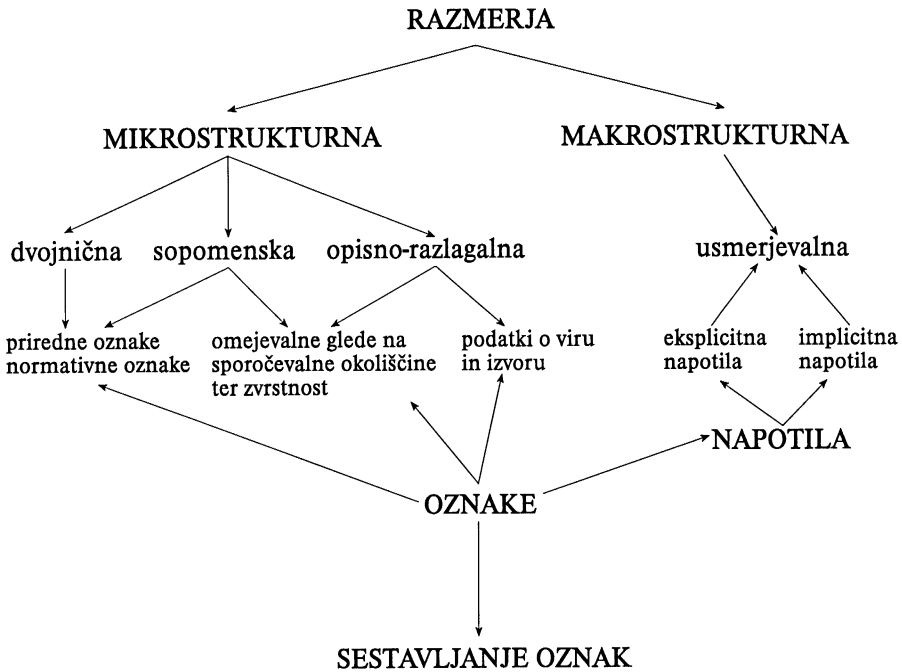 RAZMERJA
MIKROSTRUKTURNA
MAKROSTRUKTURNA
dvojnična
sopomenska
opisno-razlagalna
usmerjevalna
priredne oznake
normativne oznake
omejevalne glede na
sporočevalne okoliščine
ter zvrstnost
podatki o viru
in izvoru
eksplicitna
napotila
implicitna
napotila
NAPOTILA
OZNAKE
SESTAVLJANJE OZNAK